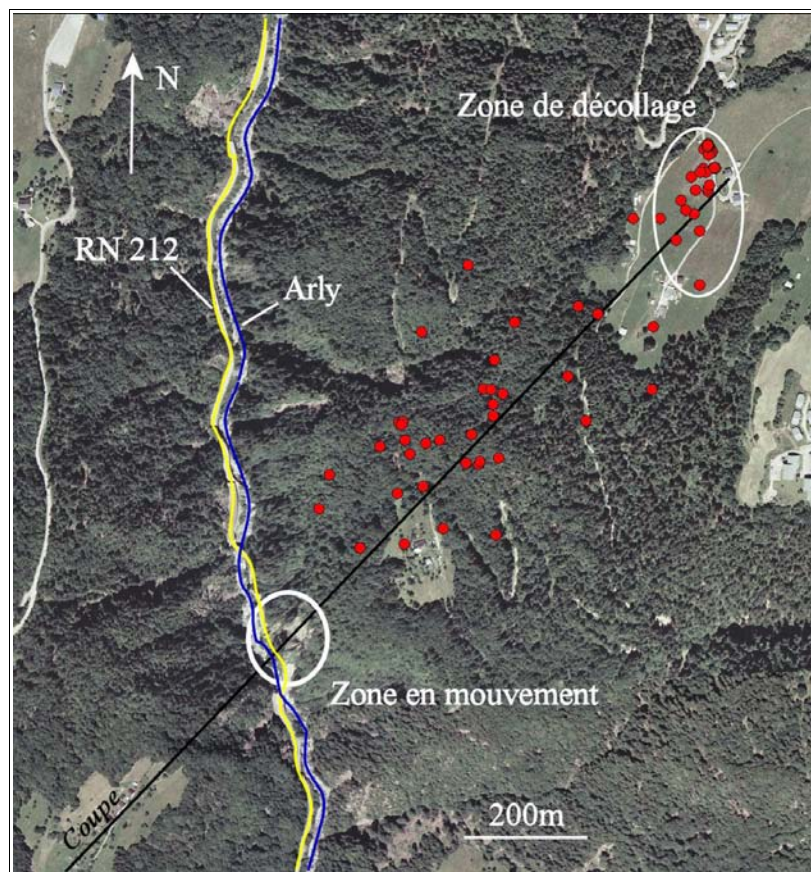 Zone de décollage
N
RN 212
Arly
Zone en mouvement
Coupe
200m